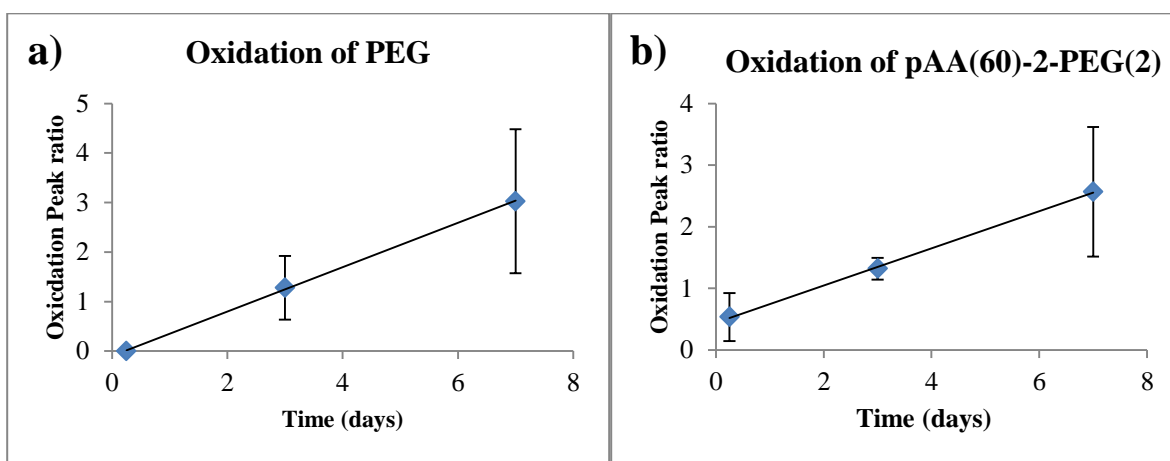 a)
Oxidation of PEG
Oxicdation Peak ratio
5
4
3
2
1
0
0 2 4 6 8
Time (days)
b)
Oxidation of pAA(60)-2-PEG(2)
Oxidation Peak ratio
4
3
2
1
0
0 2 4 6 8
Time (days)